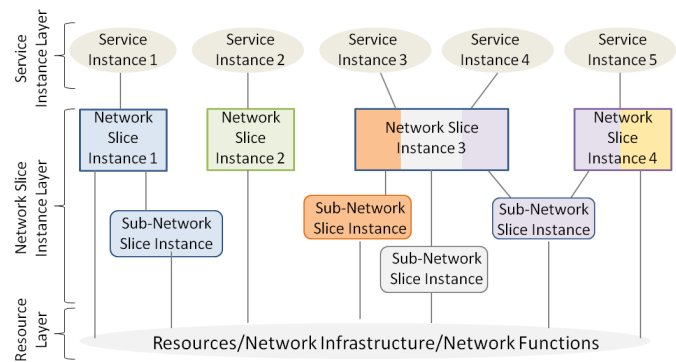 Service
Instance Layer
Service
Instance 1
Service
Instance 2
Service
Instance 3
Service
Instance 4
Service
Instance 5
Network Slice
Instance Layer
Network
Slice
Instance 1
Network
Slice
Instance 2
Network Slice
Instance 3
Network
Slice
Instance 4
Sub-Network
Slice Instance
Sub-Network
Slice Instance
Sub-Network
Slice Instance
Sub-Network
Slice Instance
Resource
Layer
Resources/Network Infrastructure/Network Functions